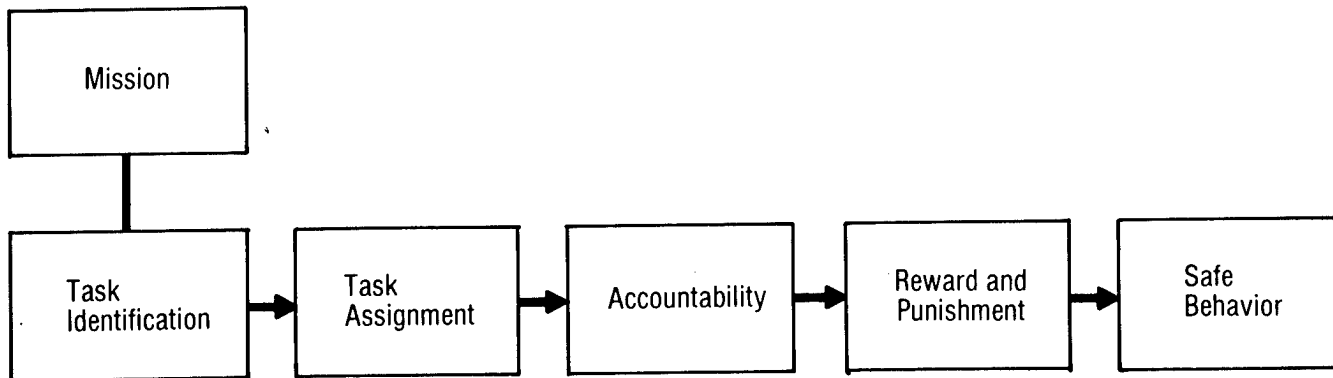 Mission
Task
Identification
Task
Assignment
Accountability
Reward and
Punishment
Safe
Behavior